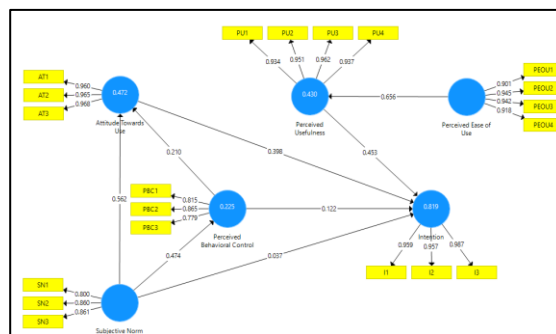 PU1
PU2
PU3
PU4
0.934
0.951
0.962
0.937
AT1
AT2
AT3
0.960
0.965
0.968
0.472
Attitude Towards
Use
0.430
Perceived
Usefulness
0.656
Perceived Ease of
Use
0.901
0.945
0.942
0.918
PEOU1
PEOU2
PEOU3
PEOU4
0.210
0.398
0.453
0.562
PBC1
PBC2
PBC3
0.815
0.865
0.779
0.225
Perceived
Behavioral Control
0.122
0.819
Intention
0.474
0.037
0.959
0.957
0.987
I1
I2
I3
SN1
SN2
SN3
0.800
0.860
0.861
Subjective Norm